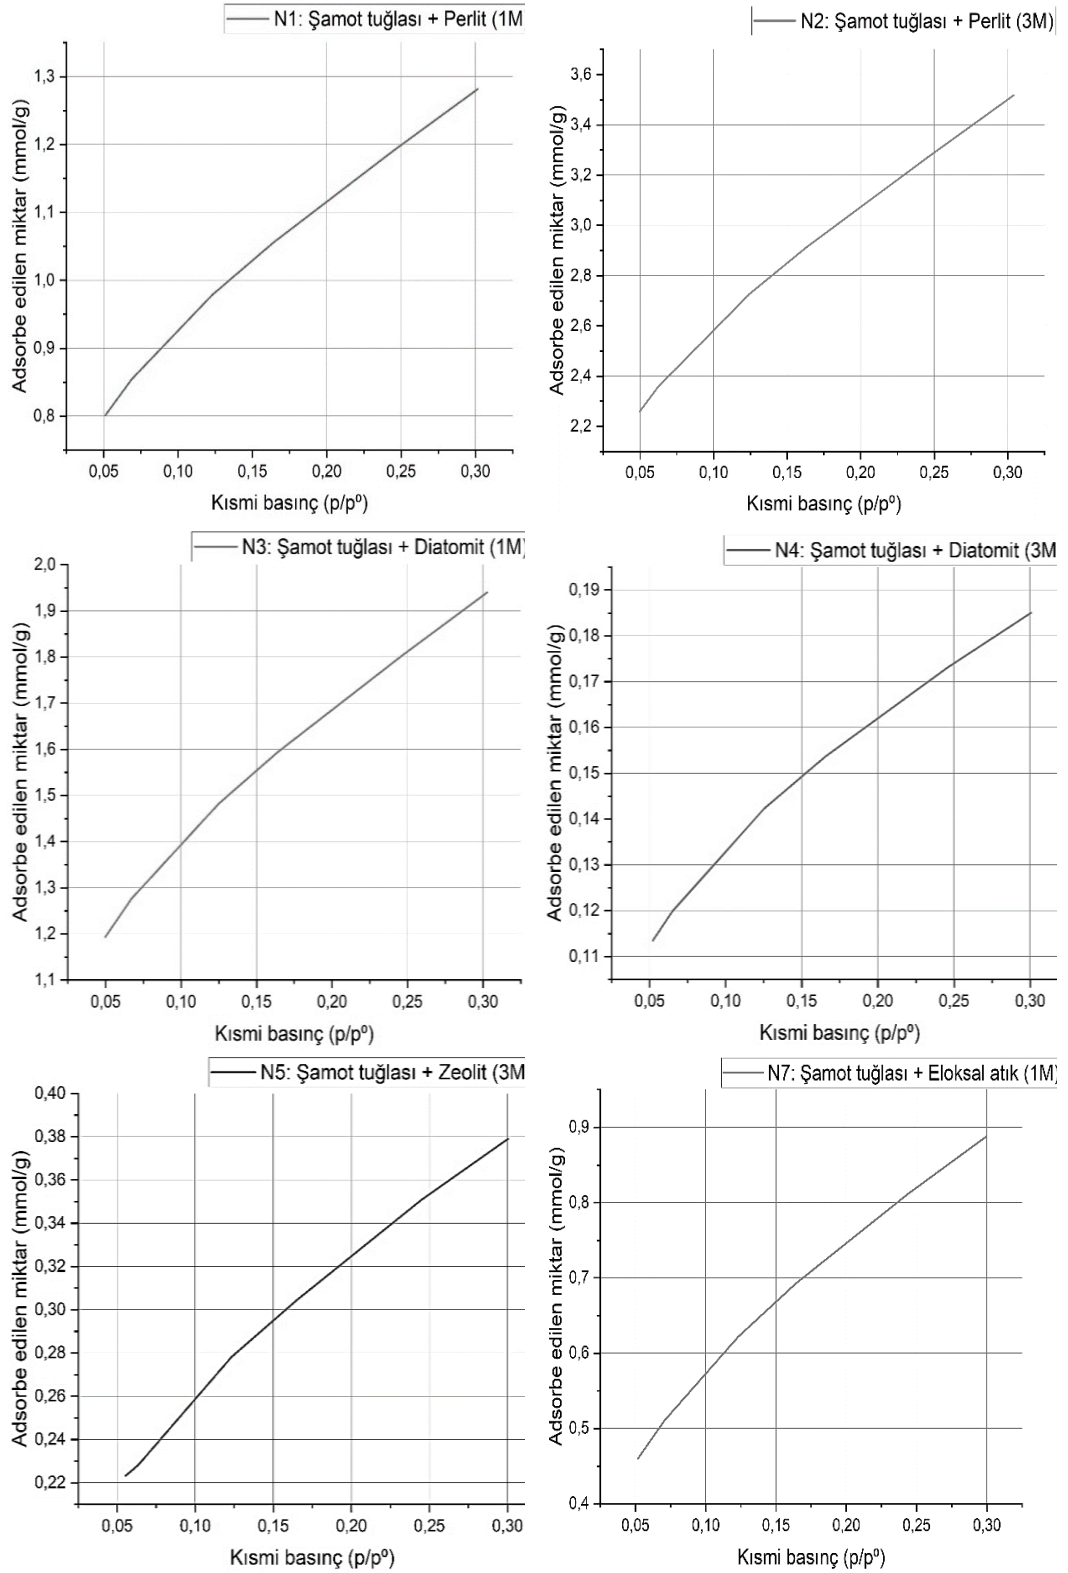 N1: Şamot tuğlası + Perlit (1M
Adsorbe edilen miktar (mmol/g)
1,3
1,2
1,1
1,0
0,9
0,8
0,05 0,10 0,15 0,20 0,25 0,30
Kısmi basınç (p/pº)
N2: Şamot tuğlası + Perlit (3M)
Adsorbe edilen miktar (mmol/g)
3,6
3,4
3,2
3,0
2,8
2,6
2,4
2,2
0,05 0,10 0,15 0,20 0,25 0,30
Kısmi basınç (p/pº)
N3: Şamot tuğlası + Diatomit (1M)
Adsorbe edilen miktar (mmol/g)
2,0
1,9
1,8
1,7
1,6
1,5
1,4
1,3
1,2
1,1
0,05 0,10 0,15 0,20 0,25 0,30
Kısmi basınç (p/pº)
N4: Şamot tuğlası + Diatomit (3M
Adsorbe edilen miktar (mmol/g)
0,19
0,18
0,17
0,16
0,15
0,14
0,13
0,12
0,11
0,05 0,10 0,15 0,20 0,25 0,30
Kısmi basınç (p/pº)
N5: Şamot tuğlası + Zeolit (3M
Adsorbe edilen miktar (mmol/g)
0,40
0,38
0,36
0,34
0,32
0,30
0,28
0,26
0,24
0,22
0,05 0,10 0,15 0,20 0,25 0,30
Kısmi basınç (p/pº)
N7: Şamot tuğlası + Eloksal atık (1M)
Adsorbe edilen miktar (mmol/g)
0,9
0,8
0,7
0,6
0,5
0,4
0,05 0,10 0,15 0,20 0,25 0,30
Kısmi basınç (p/pº)